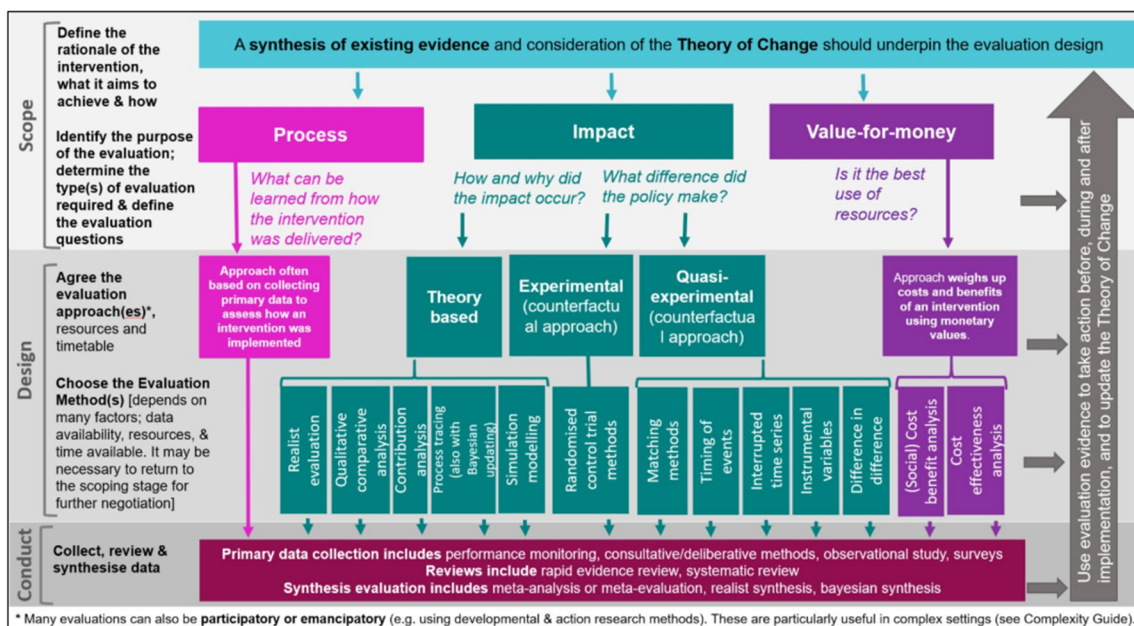 Scope
Define the
rationale of the
intervention,
what it aims to
achieve & how
Identify the purpose
of the evaluation;
determine the
type(s) of evaluation
required & define
the evaluation
questions
A synthesis of existing evidence and consideration of the Theory of Change should underpin the evaluation design
Process
Impact
Value-for-money
What can be
learned from how
the intervention
was delivered?
How and why did
the impact occur?
What difference did
the policy make?
Is it the best
use of
resources?
Design
Agree the
evaluation
approach(es)*,
resources and
timetable
Choose the Evaluation
Method(s) [depends on
many factors; data
availability, resources, &
time available. It may be
necessary to return to
the scoping stage for
further negotiation]
Approach often
based on collecting
primary data to
assess how an
intervention was
implemented
Theory
based
Experimental
(counterfactu
al approach)
Quasi-
experimental
(counterfactua
l approach)
Approach weighs up
costs and benefits
of an intervention
using monetary
values.
Realist
evaluation
Qualitative
comparative
analysis
Contribution
analysis
Process tracing
(also with
Bayesian
updating)
Simulation
modelling
Randomised
control trial
methods
Matching
methods
Timing of
events
Interrupted
time series
Instrumental
variables
Difference in
difference
(Social) Cost
benefit analysis
Cost
effectiveness
analysis
Conduct
Collect, review &
synthesise data
Primary data collection includes performance monitoring, consultative/deliberative methods, observational study, surveys
Reviews include rapid evidence review, systematic review
Synthesis evaluation includes meta-analysis or meta-evaluation, realist synthesis, bayesian synthesis
Use evaluation evidence to take action before, during and after
implementation, and to update the Theory of Change
* Many evaluations can also be participatory or emancipatory (e.g. using developmental & action research methods). These are particularly useful in complex settings (see Complexity Guide).